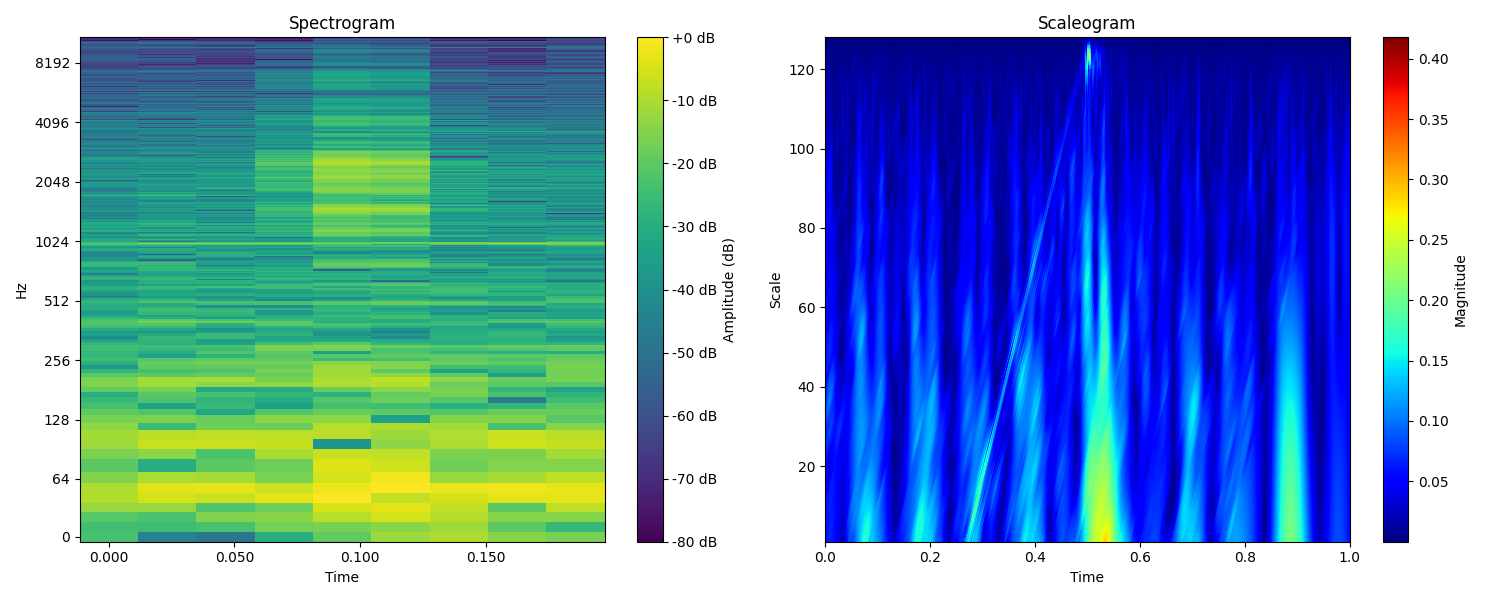 Spectrogram
8192
4096
2048
1024
512
256
128
64
0
Hz
0.000
0.050
0.100
0.150
Time
+0 dB
-10 dB
-20 dB
-30 dB
-40 dB
-50 dB
-60 dB
-70 dB
-80 dB
Amplitude (dB)
Scaleogram
120
100
80
60
40
20
Scale
0.0
0.2
0.4
0.6
0.8
1.0
Time
0.40
0.35
0.30
0.25
0.20
0.15
0.10
0.05
Magnitude